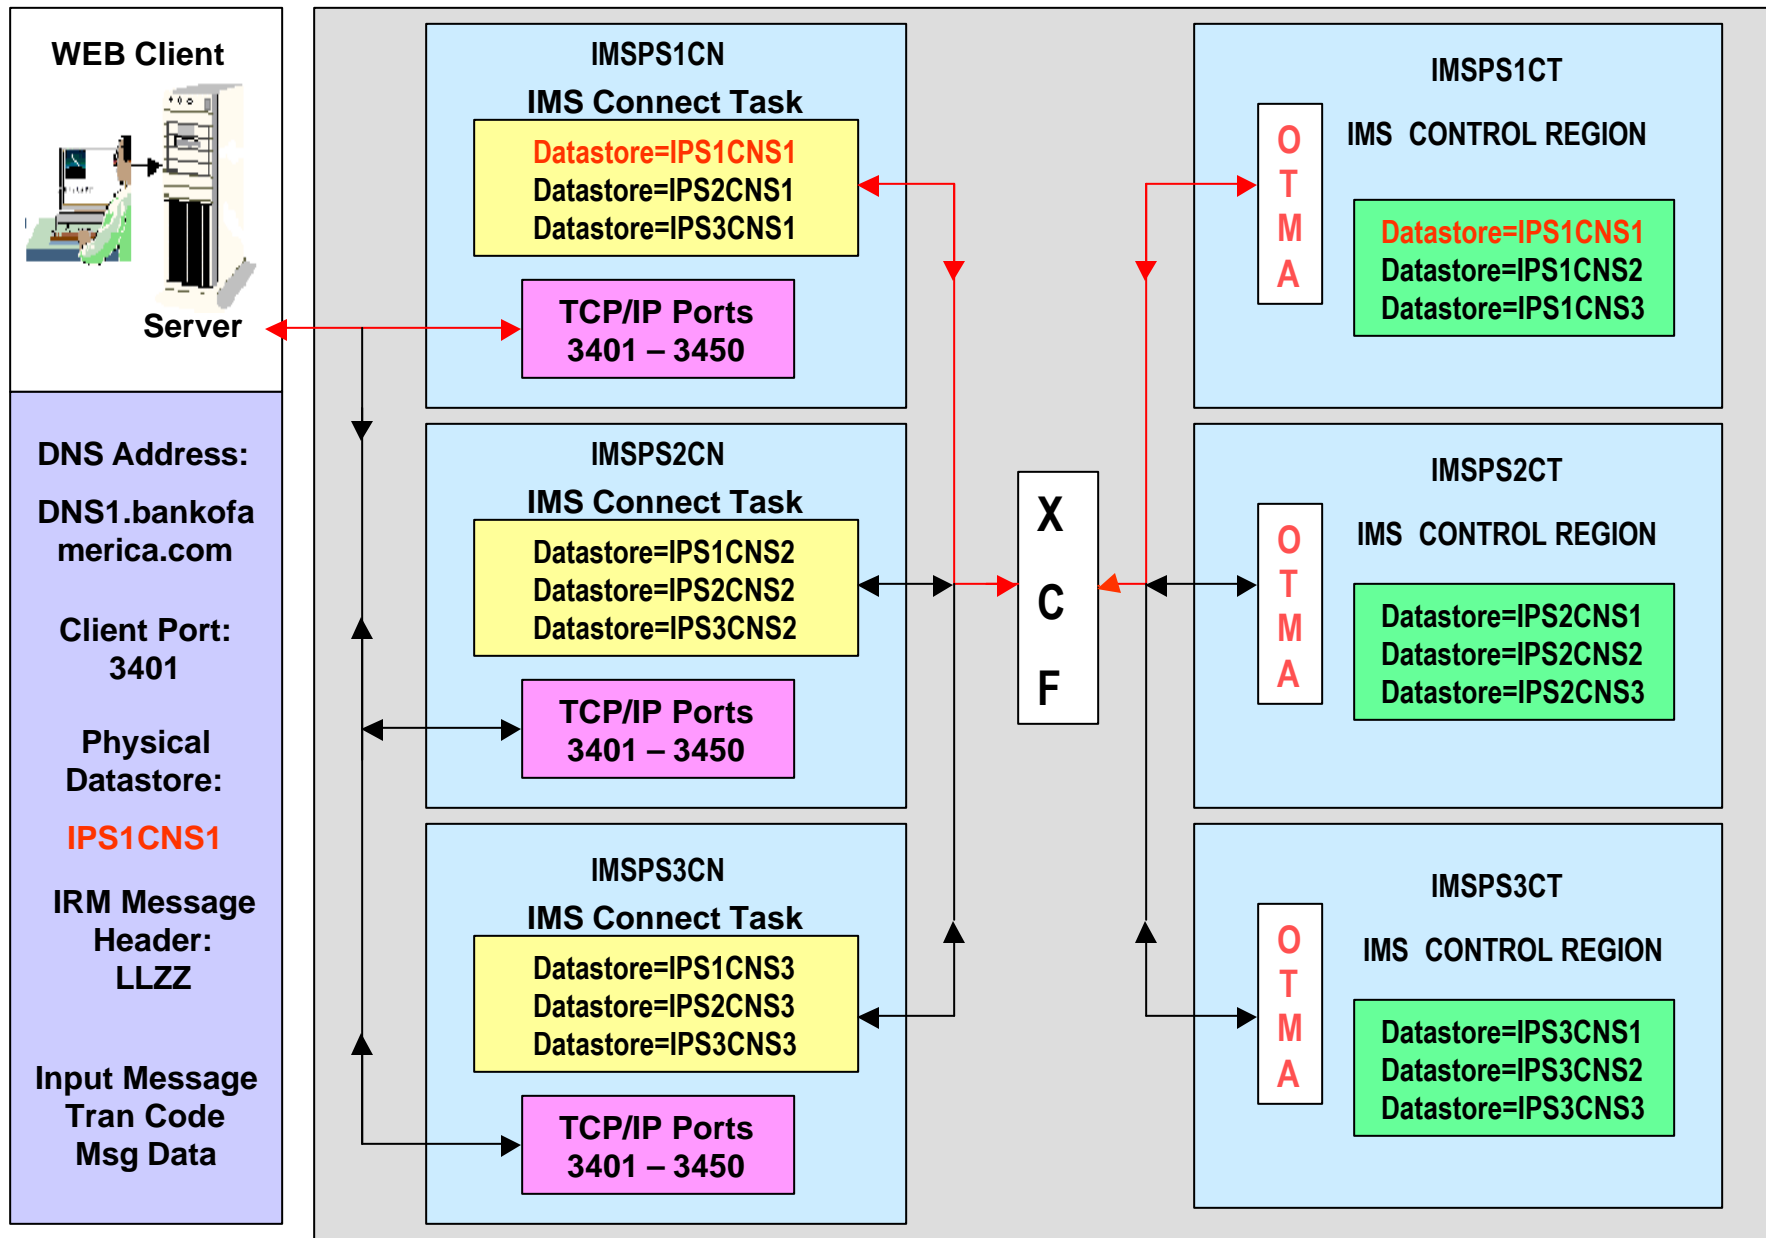 WEB Client
Server
DNS Address:
DNS1.bankofa
merica.com
Client Port:
3401
Physical
Datastore:
IPS1CNS1
IRM Message
Header:
LLZZ
Input Message
Tran Code
Msg Data
IMSPS1CN
IMS Connect Task
Datastore=IPS1CNS1
Datastore=IPS2CNS1
Datastore=IPS3CNS1
TCP/IP Ports
3401 – 3450
IMSPS2CN
IMS Connect Task
Datastore=IPS1CNS2
Datastore=IPS2CNS2
Datastore=IPS3CNS2
TCP/IP Ports
3401 – 3450
IMSPS3CN
IMS Connect Task
Datastore=IPS1CNS3
Datastore=IPS2CNS3
Datastore=IPS3CNS3
TCP/IP Ports
3401 – 3450
X
C
F
IMSPS1CT
IMS CONTROL REGION
O
T
M
A
Datastore=IPS1CNS1
Datastore=IPS1CNS2
Datastore=IPS1CNS3
IMSPS2CT
IMS CONTROL REGION
O
T
M
A
Datastore=IPS2CNS1
Datastore=IPS2CNS2
Datastore=IPS2CNS3
IMSPS3CT
IMS CONTROL REGION
O
T
M
A
Datastore=IPS3CNS1
Datastore=IPS3CNS2
Datastore=IPS3CNS3